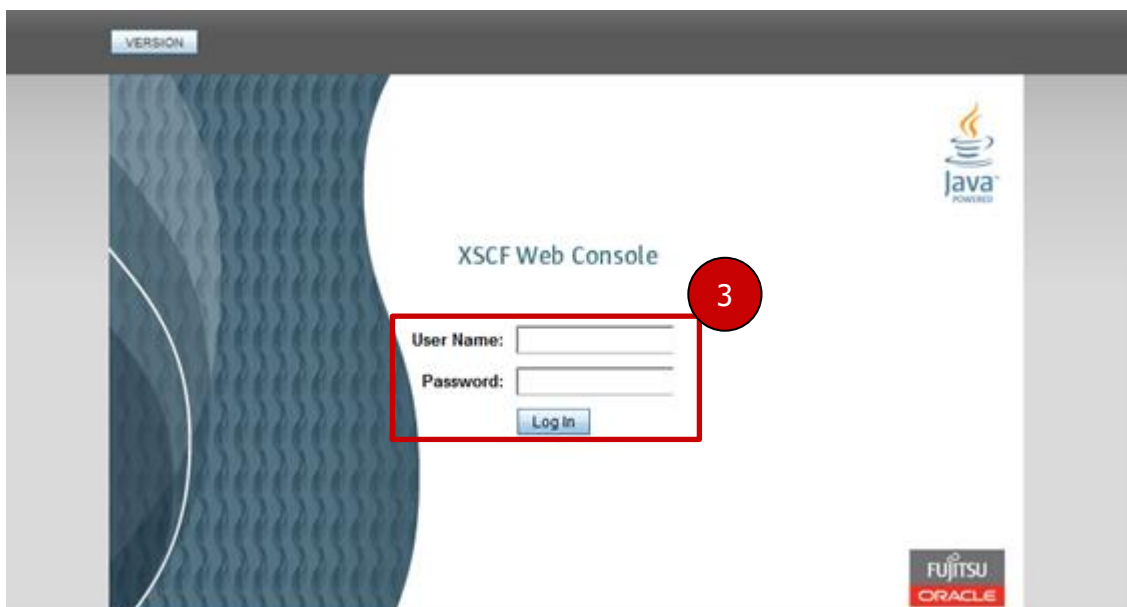 VERSION
Java
POWERED
XSCF Web Console
3
User Name:
Password:
Log In
FUJITSU
ORACLE